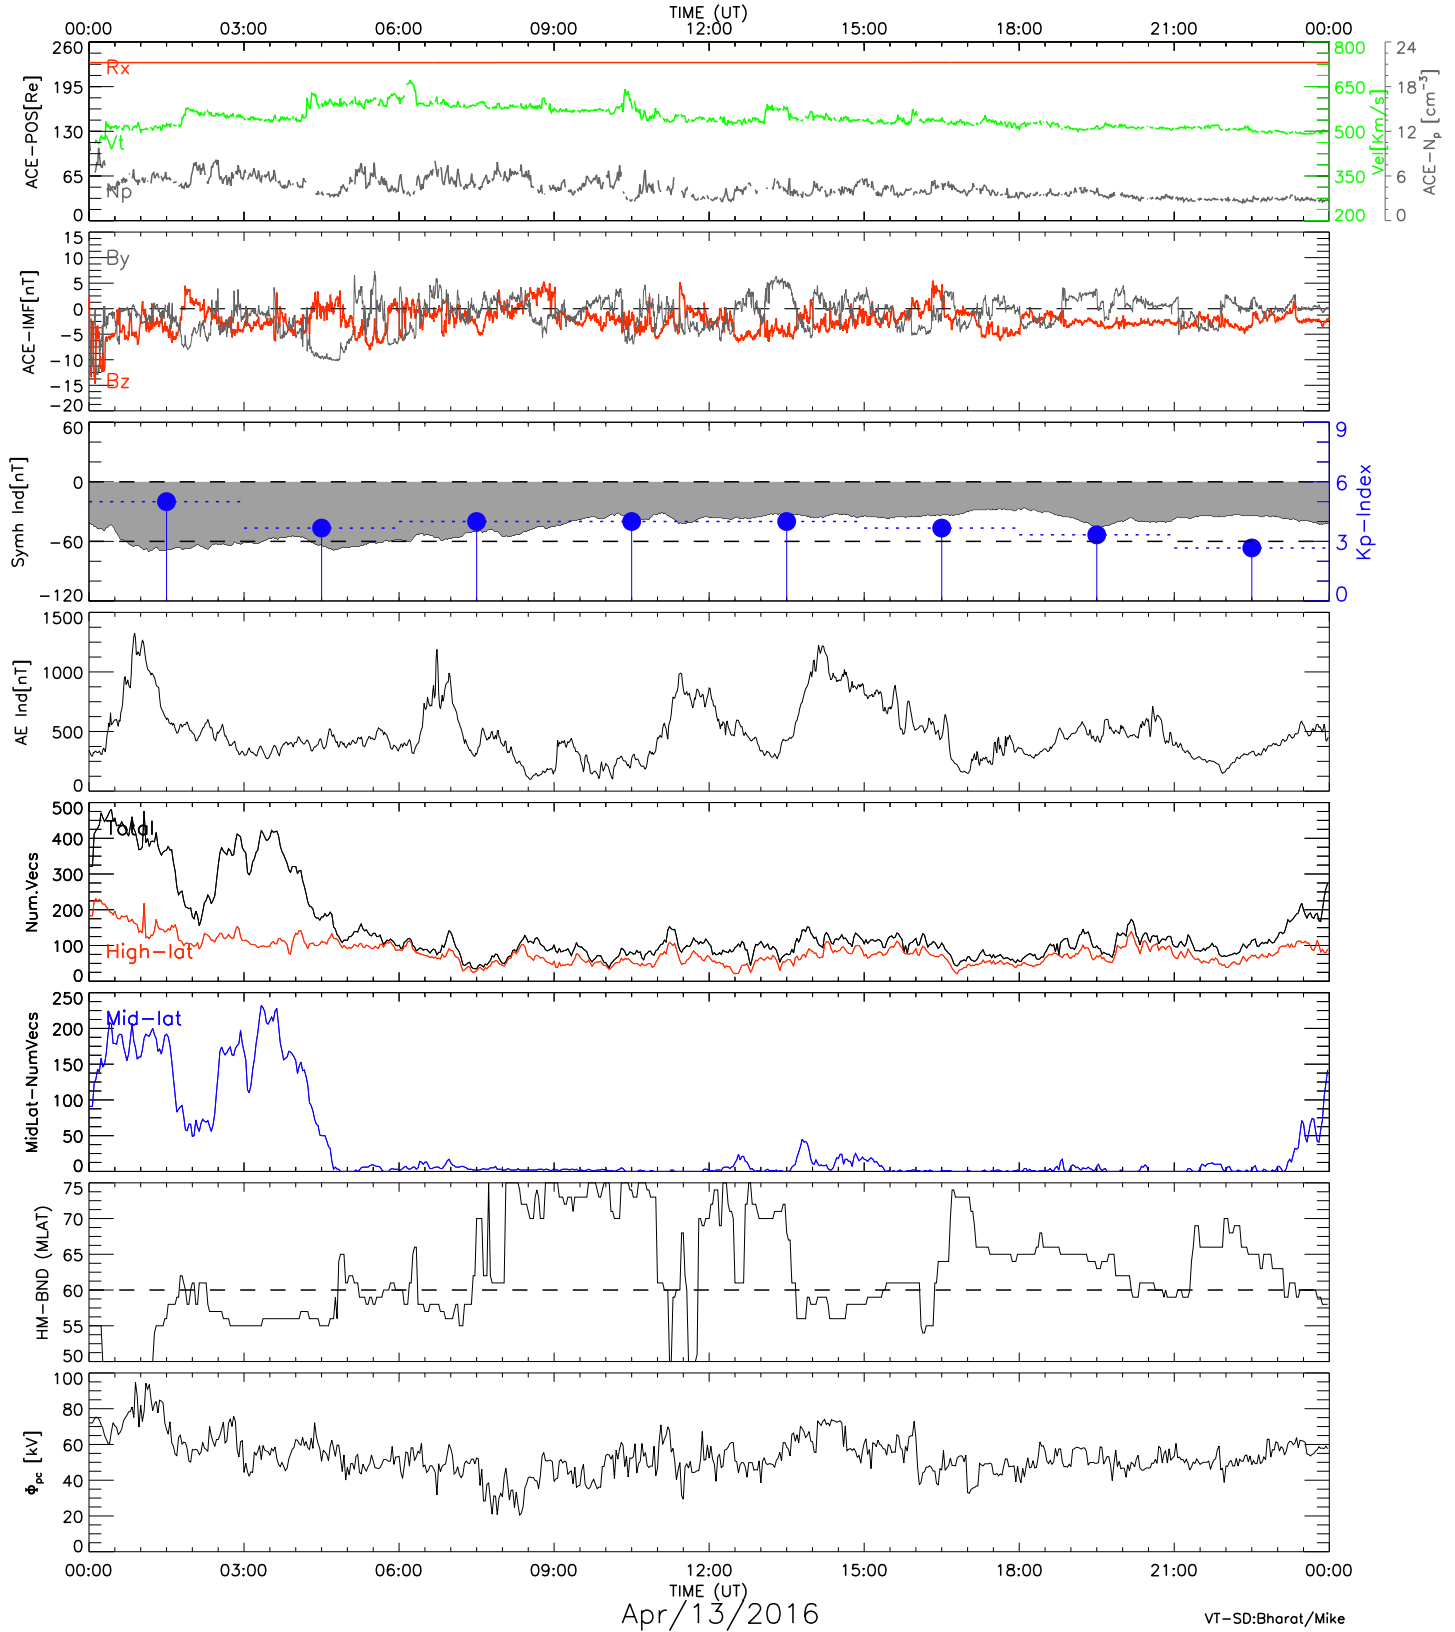 TIME (UT)
00:00 03:00 06:00 09:00 12:00 15:00 18:00 21:00 00:00
260 195 130 65 0
ACE-POS[Re]
Rx
Vt
Np
800 650 500 350 200
Vel[Km/s]
24 18 12 6 0
ACE-Np [cm-3]
15 10 5 0 -5 -10 -15 -20
ACE-IMF[nT]
By
Bz
60 0 -60 -120
Symh Ind[nT]
9 6 3 0
Kp-Index
1500 1000 500 0
AE Ind[nT]
500 400 300 200 100 0
Num.Vecs
Total
High-lat
250 200 150 100 50 0
MidLat-NumVecs
Mid-lat
75 70 65 60 55 50
HM-BND (MLAT)
100 80 60 40 20 0
Φpc [kV]
00:00 03:00 06:00 09:00 12:00 15:00 18:00 21:00 00:00
TIME (UT)
Apr/13/2016
VT-SD:Bharat/Mike